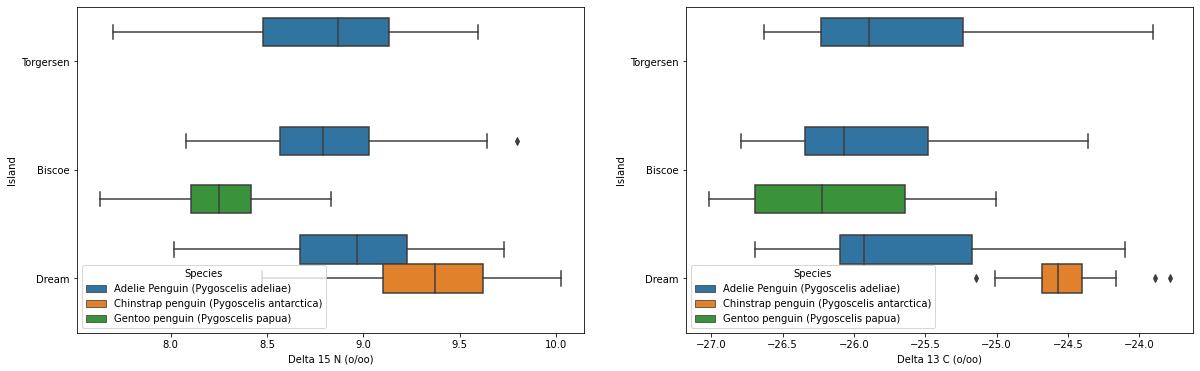 Torgersen
Biscoe
Dream
Island
Species
Adelie Penguin (Pygoscelis adeliae)
Chinstrap penguin (Pygoscelis antarctica)
Gentoo penguin (Pygoscelis papua)
8.0 8.5 9.0 9.5 10.0
Delta 15 N (o/oo)
Torgersen
Biscoe
Dream
Island
Species
Adelie Penguin (Pygoscelis adeliae)
Chinstrap penguin (Pygoscelis antarctica)
Gentoo penguin (Pygoscelis papua)
−27.0 −26.5 −26.0 −25.5 −25.0 −24.5 −24.0
Delta 13 C (o/oo)